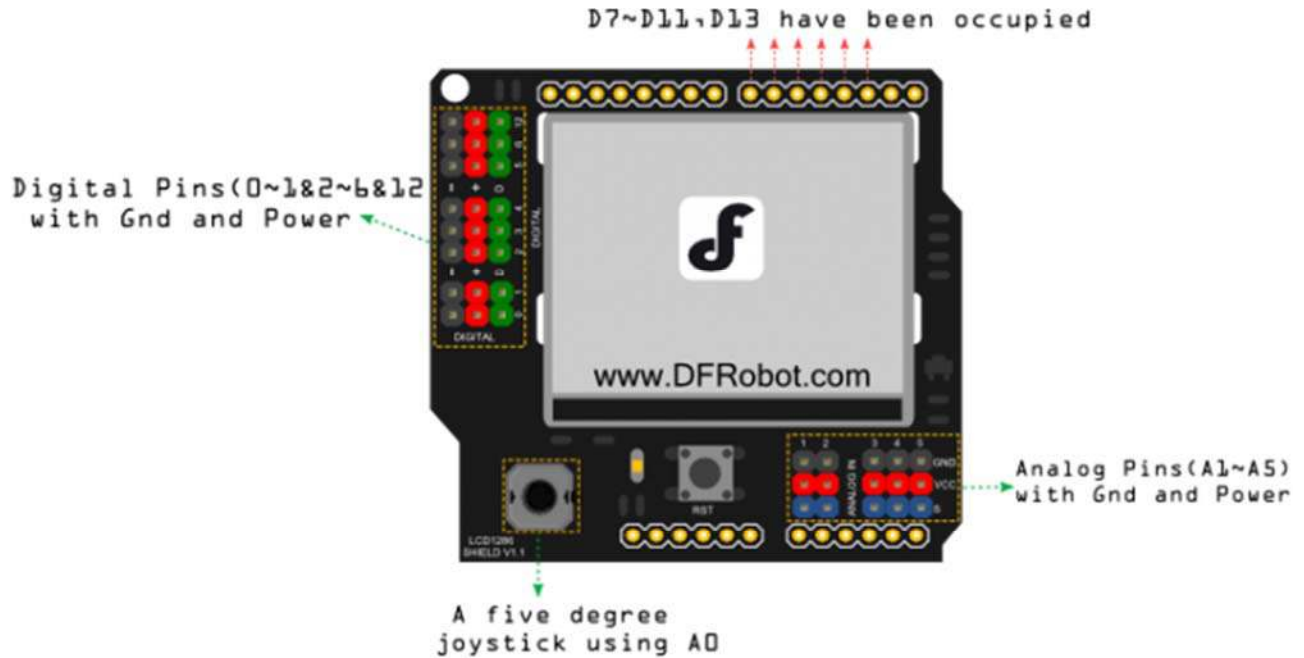 D7~D11,D13 have been occupied
Digital Pins(0~1&2~6&12
with Gnd and Power
DIGITAL
DIGITAL
www.DFRobot.com
1 2 3 4 5
GND
VCC
S
ANALOG IN
Analog Pins(A1~A5)
with Gnd and Power
RST
LCD1286
SHIELD V1.1
A five degree
joystick using A0